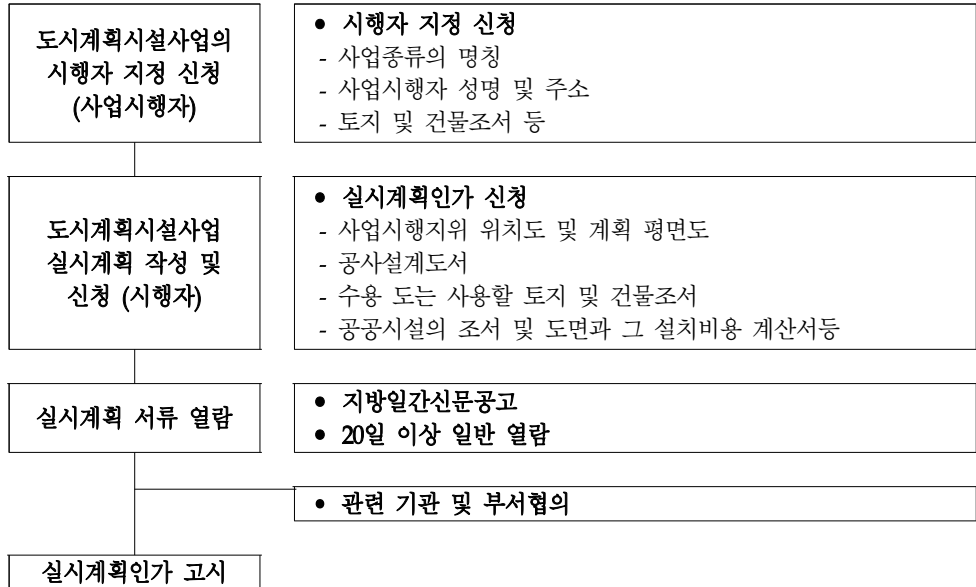 도시계획시설사업의
시행자 지정 신청
(사업시행자)
● 시행자 지정 신청
- 사업종류의 명칭
- 사업시행자 성명 및 주소
- 토지 및 건물조서 등
도시계획시설사업
실시계획 작성 및
신청 (시행자)
● 실시계획인가 신청
- 사업시행지위 위치도 및 계획 평면도
- 공사설계도서
- 수용 도는 사용할 토지 및 건물조서
- 공공시설의 조서 및 도면과 그 설치비용 계산서등
실시계획 서류 열람
● 지방일간신문공고
● 20일 이상 일반 열람
● 관련 기관 및 부서협의
실시계획인가 고시